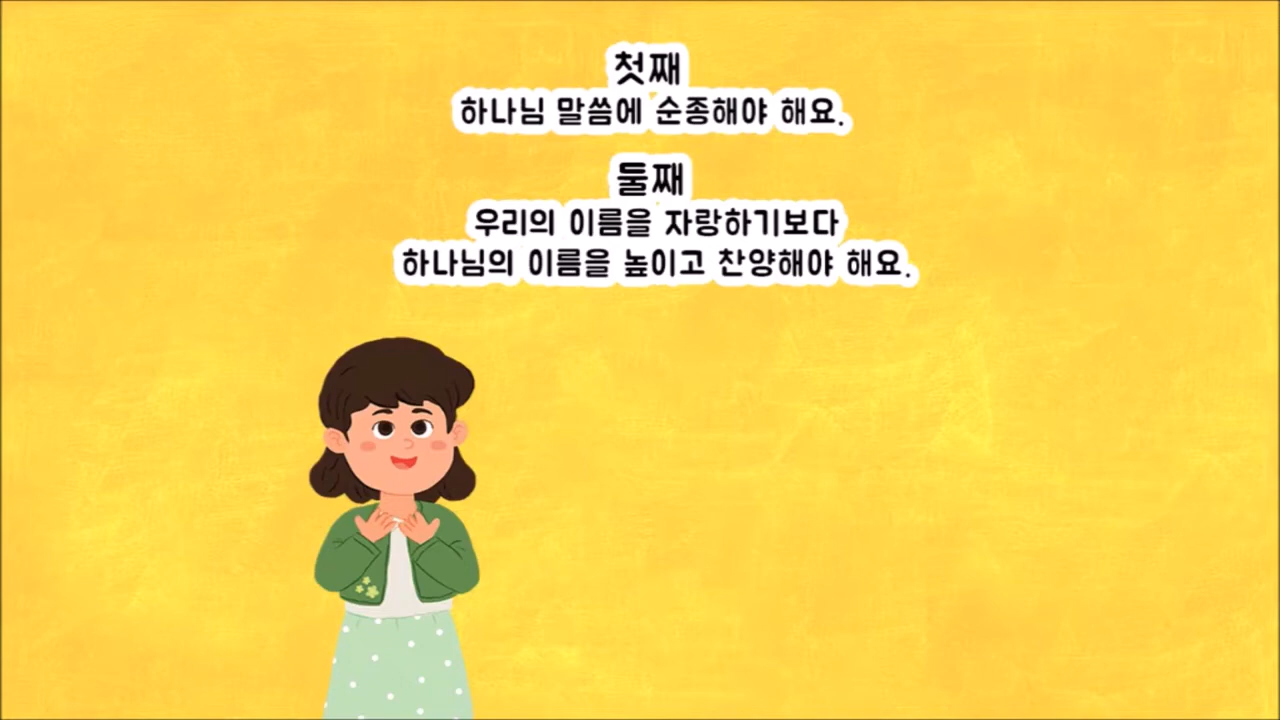 첫째
하나님 말씀에 순종해야 해요.
둘째
우리의 이름을 자랑하기보다
하나님의 이름을 높이고 찬양해야 해요.